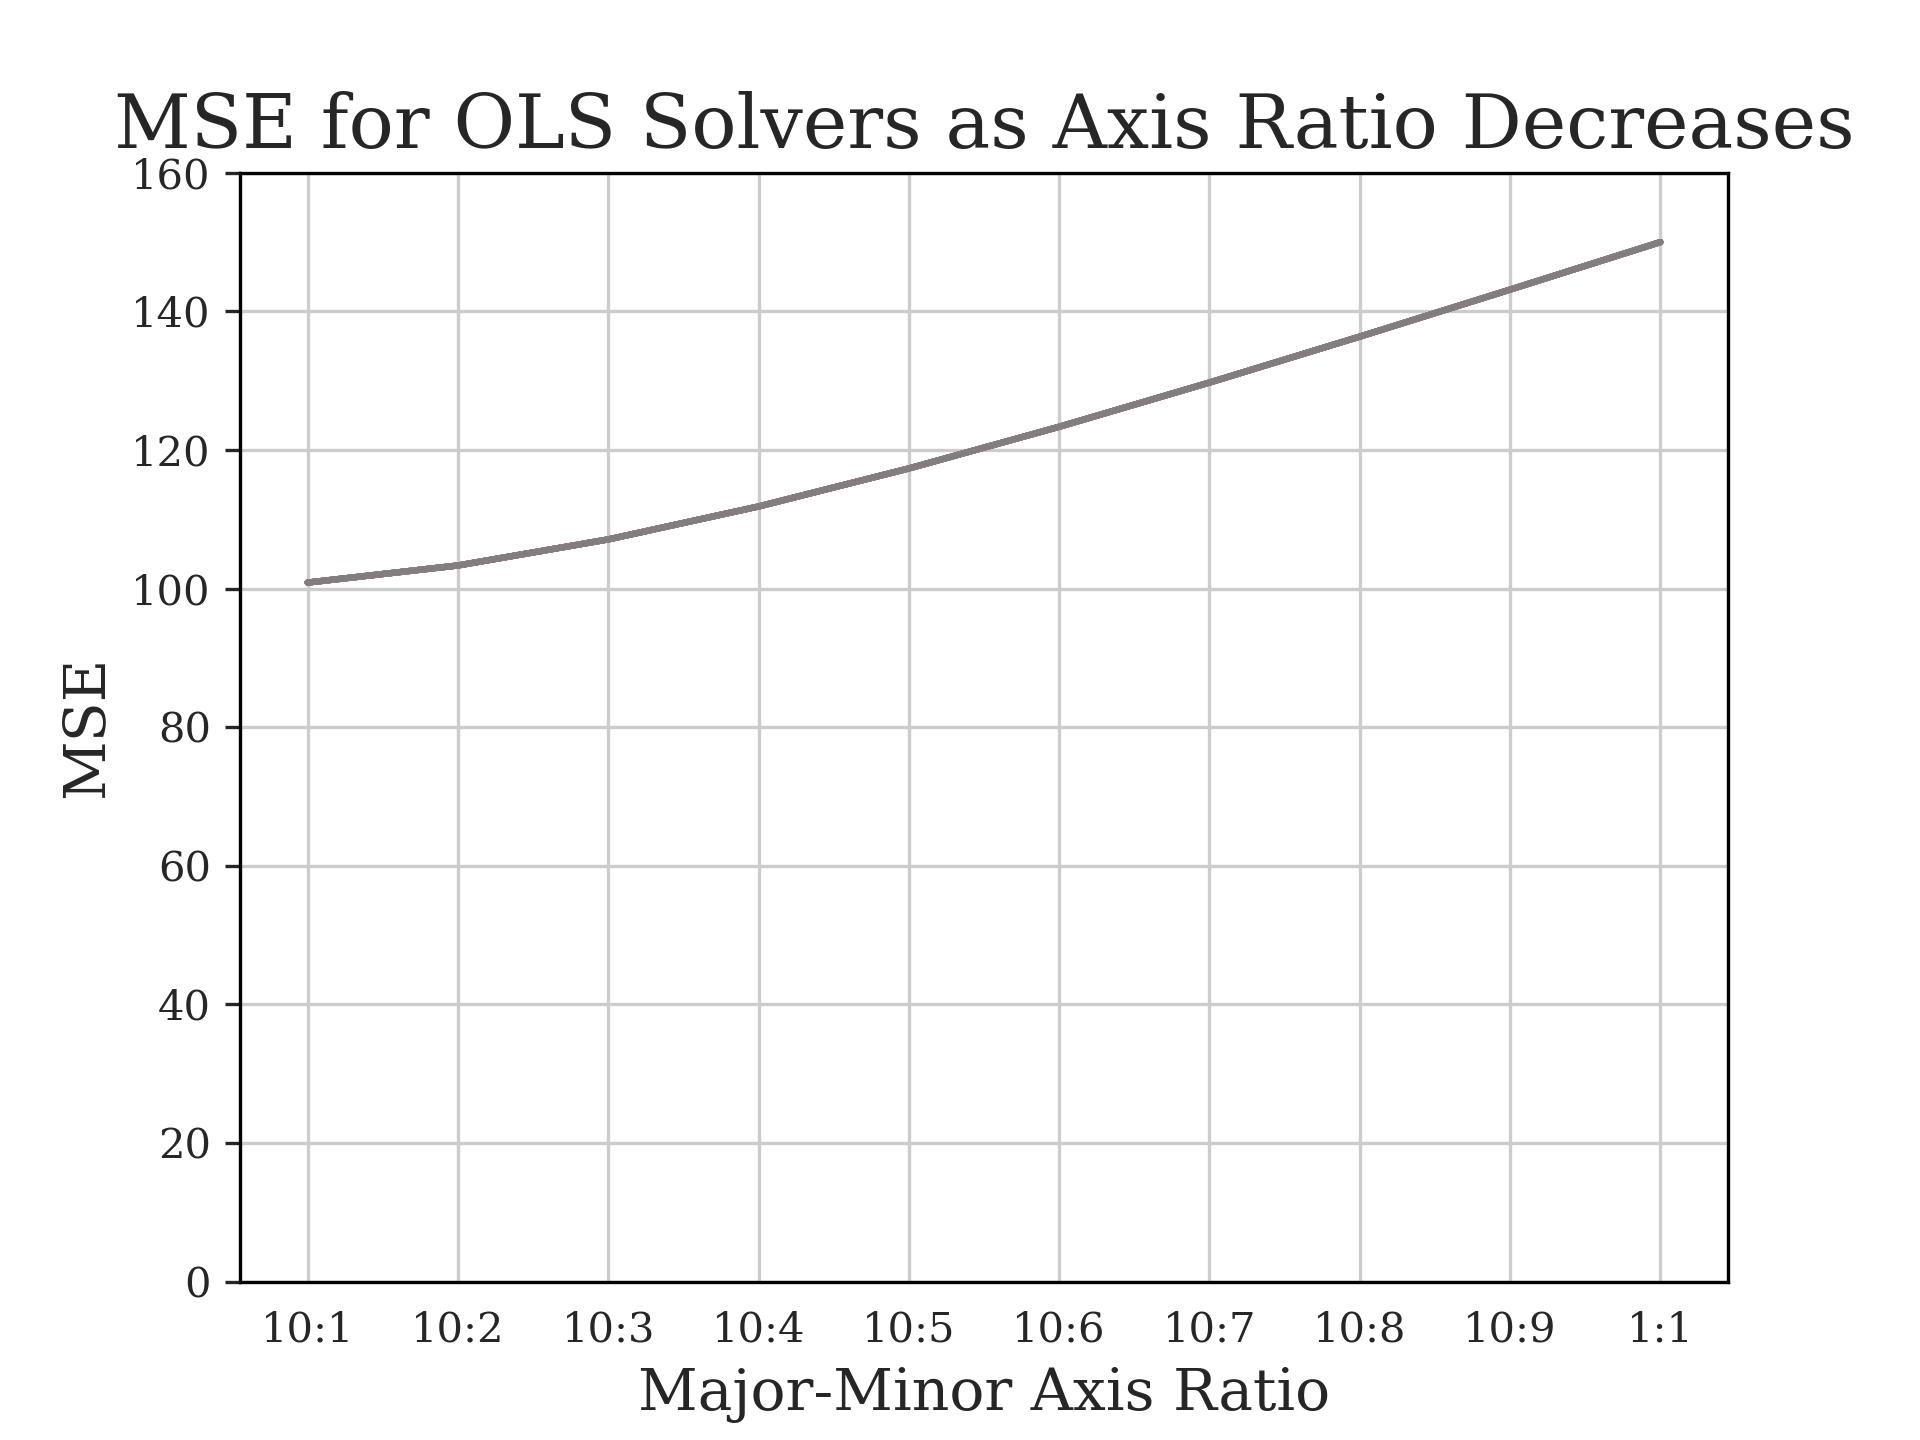 MSE for OLS Solvers as Axis Ratio Decreases
160
140
120
100
80
60
40
20
0
MSE
10:1 10:2 10:3 10:4 10:5 10:6 10:7 10:8 10:9 1:1
Major-Minor Axis Ratio